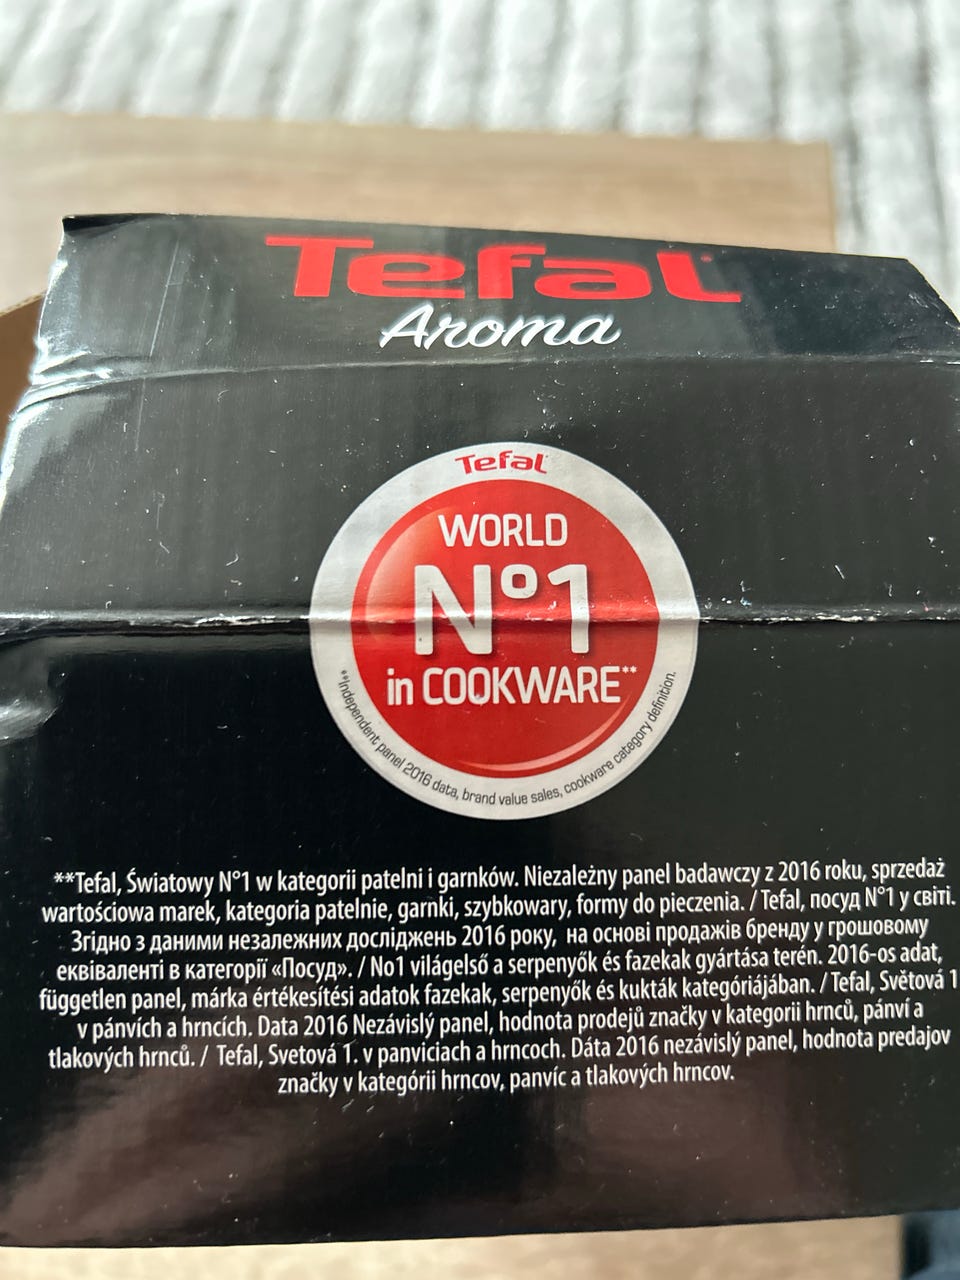 Tefal
Aroma
Tefal
WORLD
N°1
in COOKWARE**
**Independent panel 2016 data, brand value sales, cookware category definition.
**Tefal, Światowy N°1 w kategorii patelni i garnków. Niezależny panel badawczy z 2016 roku, sprzedaż
wartościowa marek, kategoria patelnie, garnki, szybkowary, formy do pieczenia. / Tefal, посуд N°1 у світі.
Згідно з даними незалежних досліджень 2016 року, на основі продажів бренду у грошовому
еквіваленті в категорії «Посуд». / No1 világelső a serpenyők és fazekak gyártása terén. 2016-os adat,
független panel, márka értékesítési adatok fazekak, serpenyők és kukták kategóriájában. / Tefal, Světová 1
v pánvích a hrncích. Data 2016 Nezávislý panel, hodnota prodejů značky v kategorii hrnců, pánví a
tlakových hrnců. / Tefal, Svetová 1. v panviciach a hrncoch. Dáta 2016 nezávislý panel, hodnota predajov
značky v kategórii hrncov, panvíc a tlakových hrncov.